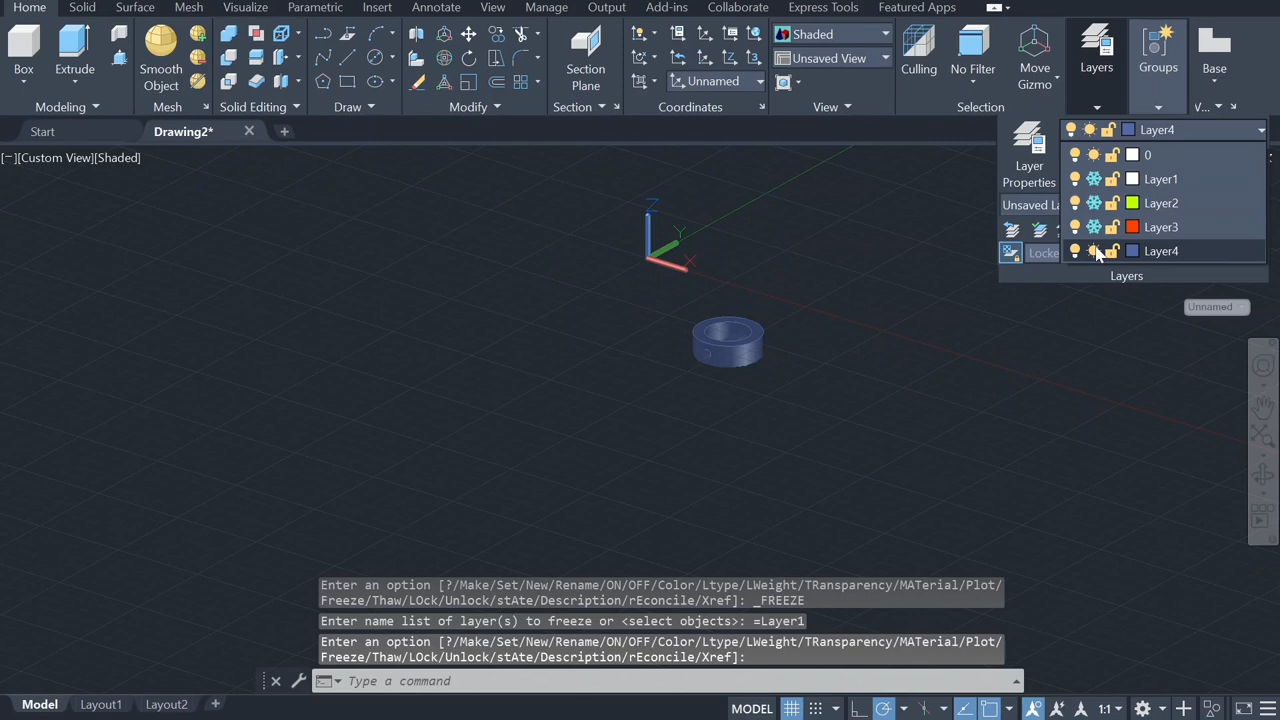 Home Solid Surface Mesh Visualize Parametric Insert Annotate View Manage Output Add-ins Collaborate Express Tools Featured Apps
Box
Extrude
Smooth
Object
Section
Plane
Shaded
Unsaved View
Unnamed
Culling
No Filter
Move
Gizmo
Layers
Groups
Base
Modeling
Mesh
Solid Editing
Draw
Modify
Section
Coordinates
View
Selection
V...
Start
Drawing2*
[−][Custom View][Shaded]
Layer
Properties
Layer4
0
Layer1
Layer2
Layer3
Layer4
Unsaved La
Locke
Layers
Unnamed
Z
Y
X
Enter an option [?/Make/Set/New/Rename/ON/OFF/Color/Ltype/LWeight/TRansparency/MATerial/Plot/
Freeze/Thaw/LOck/Unlock/stAte/Description/rEconcile/Xref]: _FREEZE
Enter name list of layer(s) to freeze or <select objects>: =Layer1
Enter an option [?/Make/Set/New/Rename/ON/OFF/Color/Ltype/LWeight/TRansparency/MATerial/Plot/
Freeze/Thaw/LOck/Unlock/stAte/Description/rEconcile/Xref]:
Type a command
Model Layout1 Layout2
MODEL
1:1